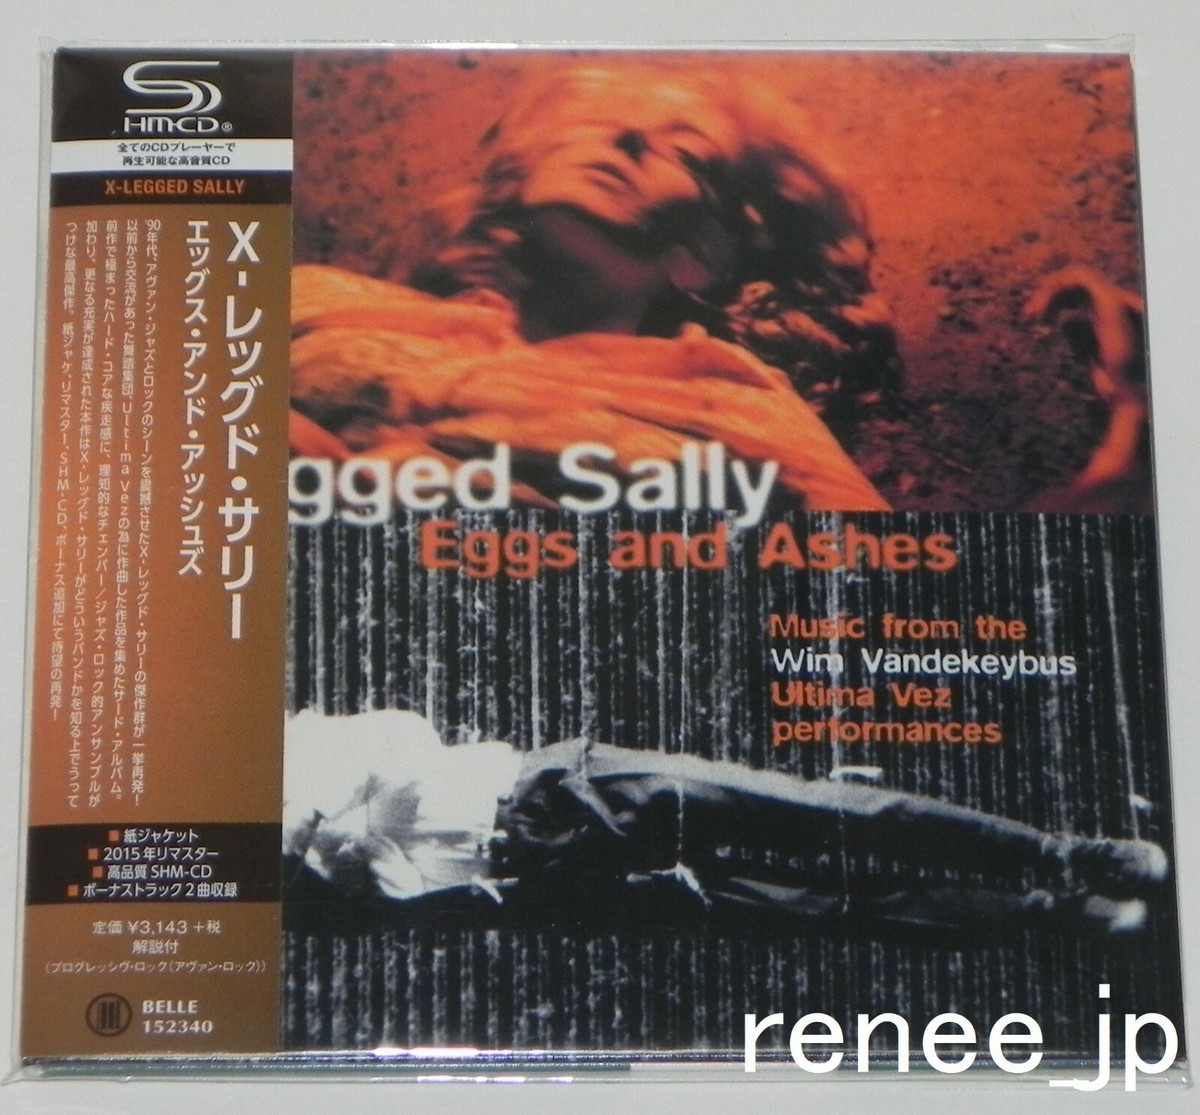 SHM-CD®
全てのCDプレーヤーで
再生可能な高音質CD
X-LEGGED SALLY
X-レッグド・サリー
エッグス・アンド・アッシュズ
'90年代、アヴァン・ジャズとロックのシーンを震撼させたX-レッグド・サリーの傑作群が一挙再発！
以前から交流があった舞踏集団、Ultima Vezの為に作曲した作品を集めたサード・アルバム。
前作で極まったハード・コアな疾走感に、理知的なチェンバー／ジャズ・ロック的アンサンブルが
加わり、更なる充実が達成された本作はX-レッグド・サリーがどういうバンドかを知る上でうって
つけな最高傑作。紙ジャケ、リマスター、SHM-CD、ボーナス追加にて待望の再発！
■ 紙ジャケット
■ 2015年リマスター
■ 高品質SHM-CD
■ ボーナストラック2曲収録
定価 ¥3,143 +税
解説付
(プログレッシヴ・ロック(アヴァン・ロック))
BELLE
152340
gged Sally
Eggs and Ashes
Music from the
Wim Vandekeybus
Ultima Vez
performances
renee_jp